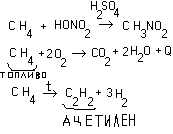 CH₄ + HONO₂ H₂SO₄→ CH₃NO₂
CH₄ + 2O₂ → CO₂ + 2H₂O + Q
ТОПЛИВО
CH₄ t→ C₂H₂ + 3H₂
АЦЕТИЛЕН